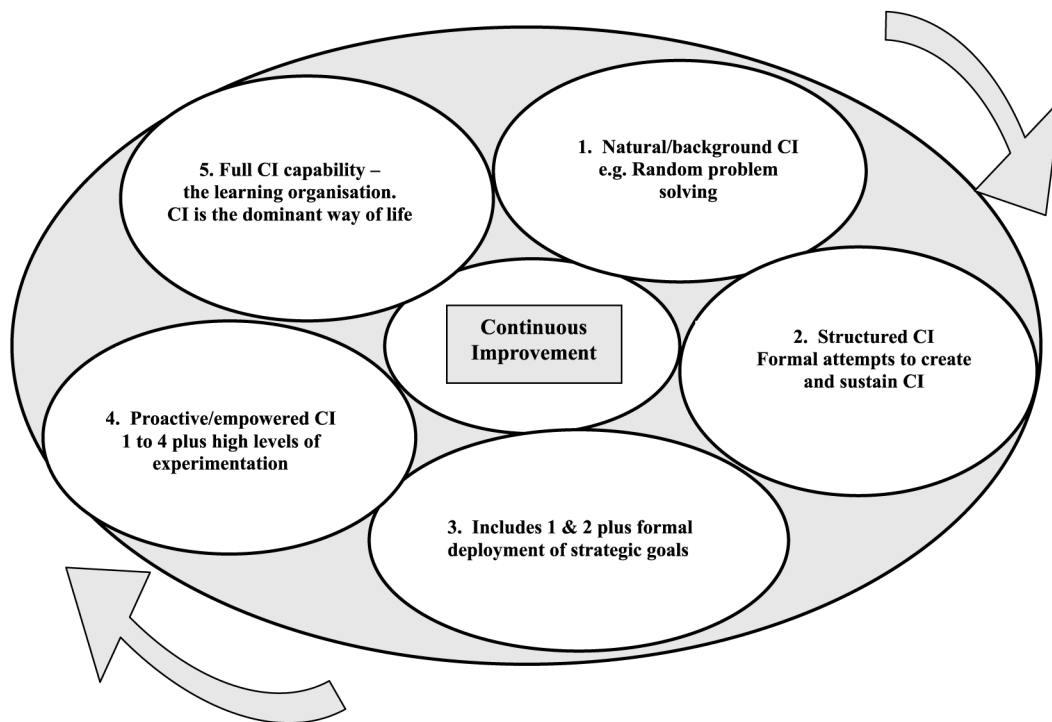 1. Natural/background CI
e.g. Random problem
solving
2. Structured CI
Formal attempts to create
and sustain CI
3. Includes 1 & 2 plus formal
deployment of strategic goals
4. Proactive/empowered CI
1 to 4 plus high levels of
experimentation
5. Full CI capability –
the learning organisation.
CI is the dominant way of life
Continuous
Improvement